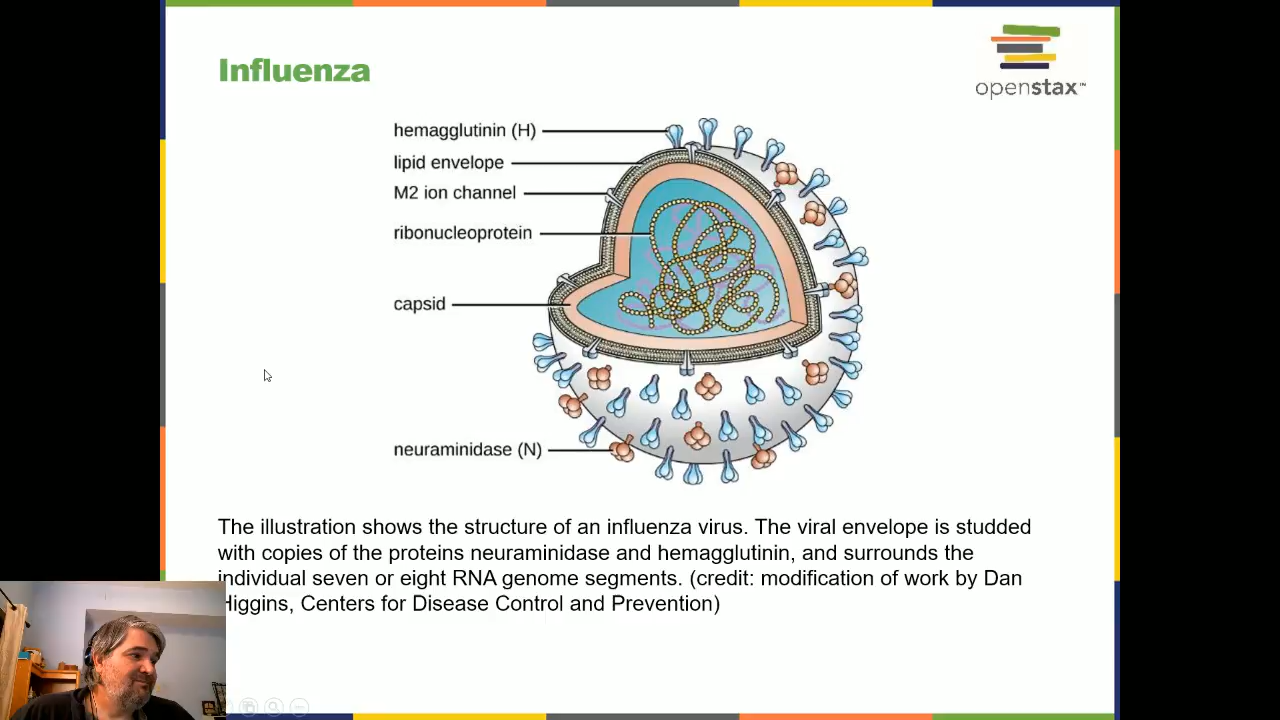 Influenza
openstax™
hemagglutinin (H)
lipid envelope
M2 ion channel
ribonucleoprotein
capsid
neuraminidase (N)
The illustration shows the structure of an influenza virus. The viral envelope is studded
with copies of the proteins neuraminidase and hemagglutinin, and surrounds the
individual seven or eight RNA genome segments. (credit: modification of work by Dan
Higgins, Centers for Disease Control and Prevention)